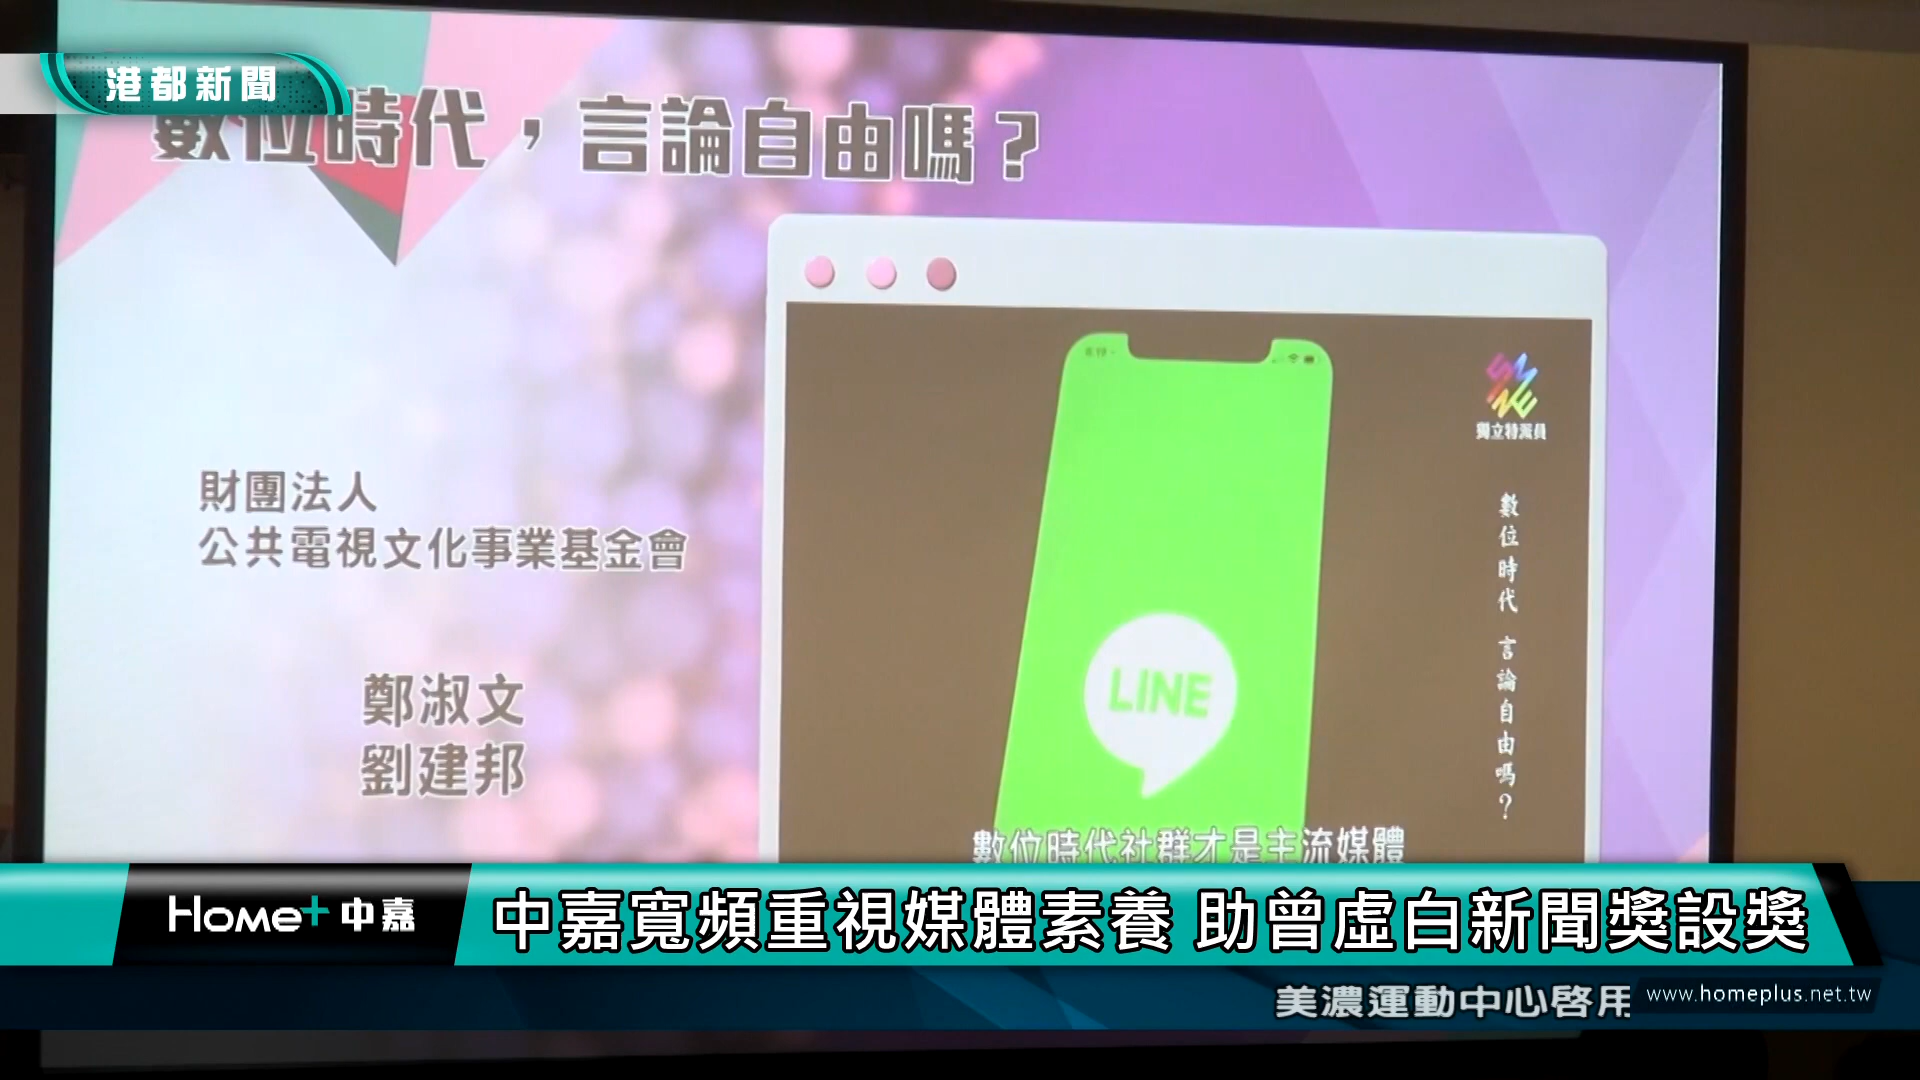 港都新聞
數位時代，言論自由嗎？
財團法人
公共電視文化事業基金會
鄭淑文
劉建邦
獨立特派員
數位時代 言論自由嗎？
LINE
數位時代社群才是主流媒體
Home+中嘉
中嘉寬頻重視媒體素養 助曾虛白新聞獎設獎
美濃運動中心啓用
www.homeplus.net.tw